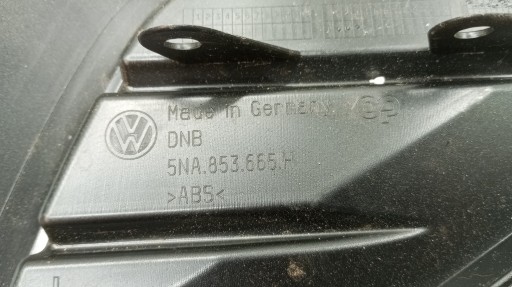 Made in Germany
DNB
5NA.853.665.H
>ABS<